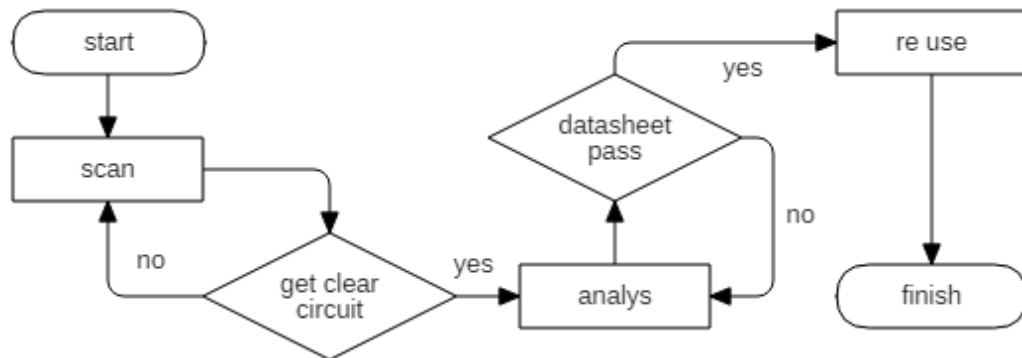 start
scan
no
get clear
circuit
yes
analys
datasheet
pass
no
yes
re use
finish